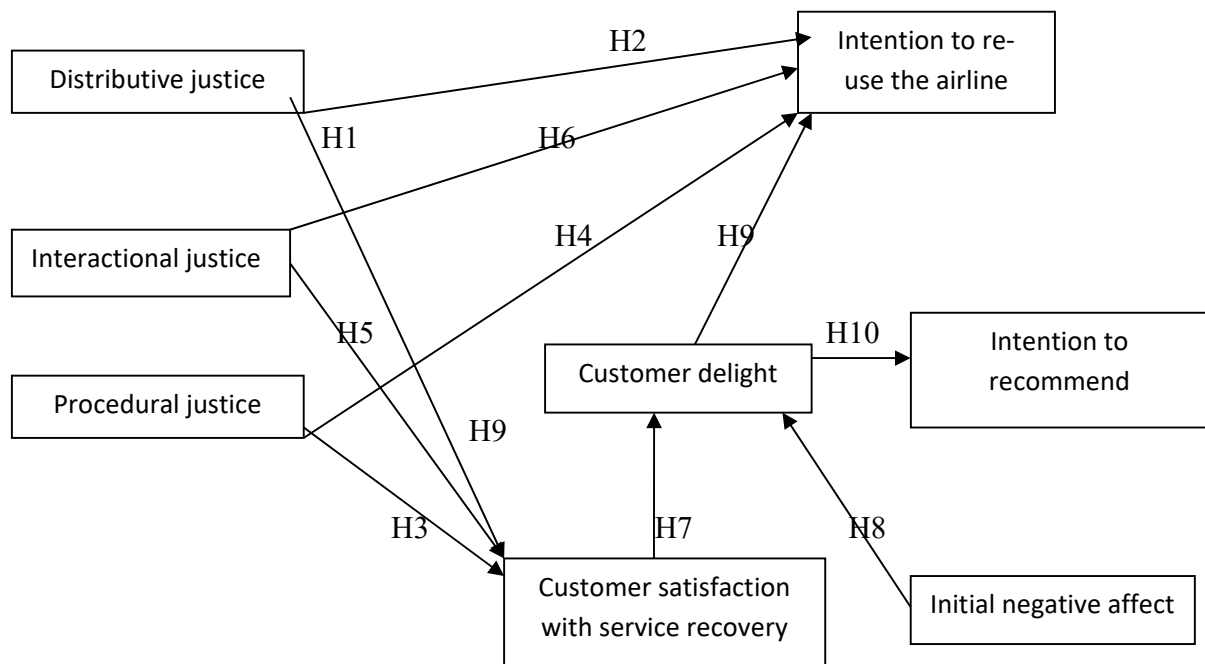 Intention to re-
use the airline
H2
Distributive justice
H1
H6
Interactional justice
H4
H9
H5
H10
Intention to
recommend
Customer delight
Procedural justice
H9
H3
H7
H8
Customer satisfaction
with service recovery
Initial negative affect